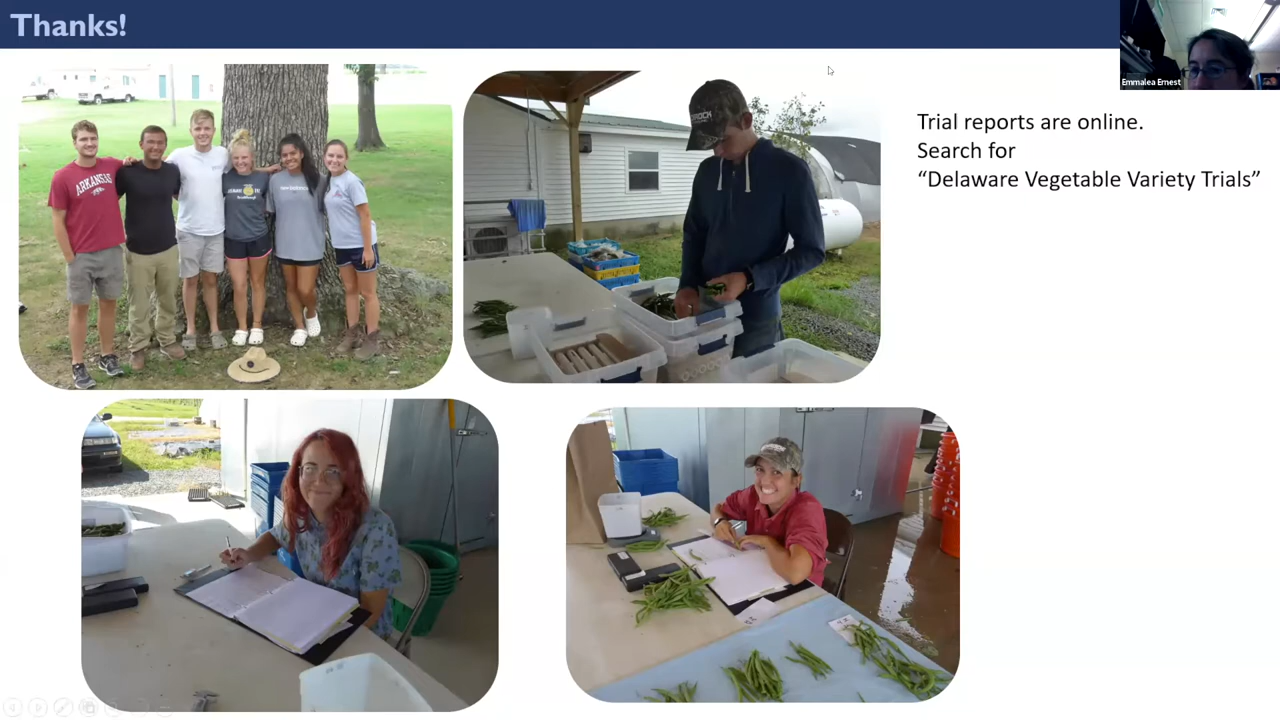 Thanks!
Emmalea Ernest
Trial reports are online.
Search for
“Delaware Vegetable Variety Trials”
ARKANSAS